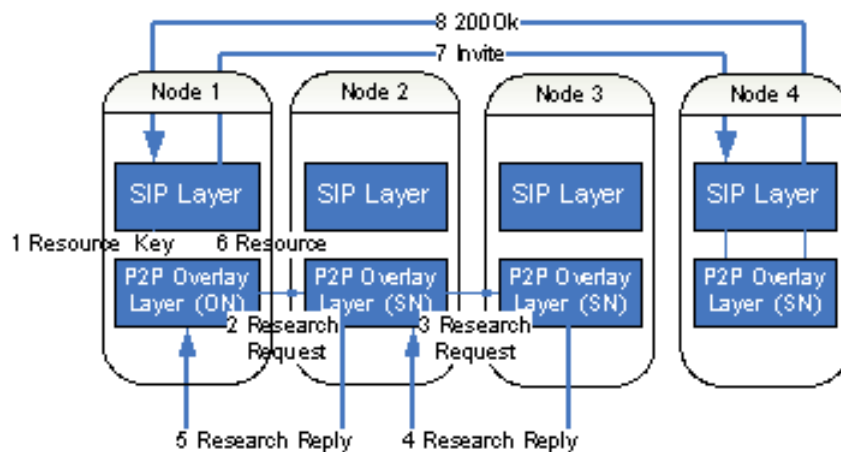 8 200Ok
7 Invite
Node 1
Node 2
Node 3
Node 4
SIP Layer
SIP Layer
SIP Layer
SIP Layer
1 Resource Key
6 Resource
P2P Overlay
Layer (ON)
P2P Overlay
Layer (SN)
P2P Overlay
Layer (SN)
P2P Overlay
Layer (SN)
2 Research
Request
3 Research
Request
5 Research Reply
4 Research Reply